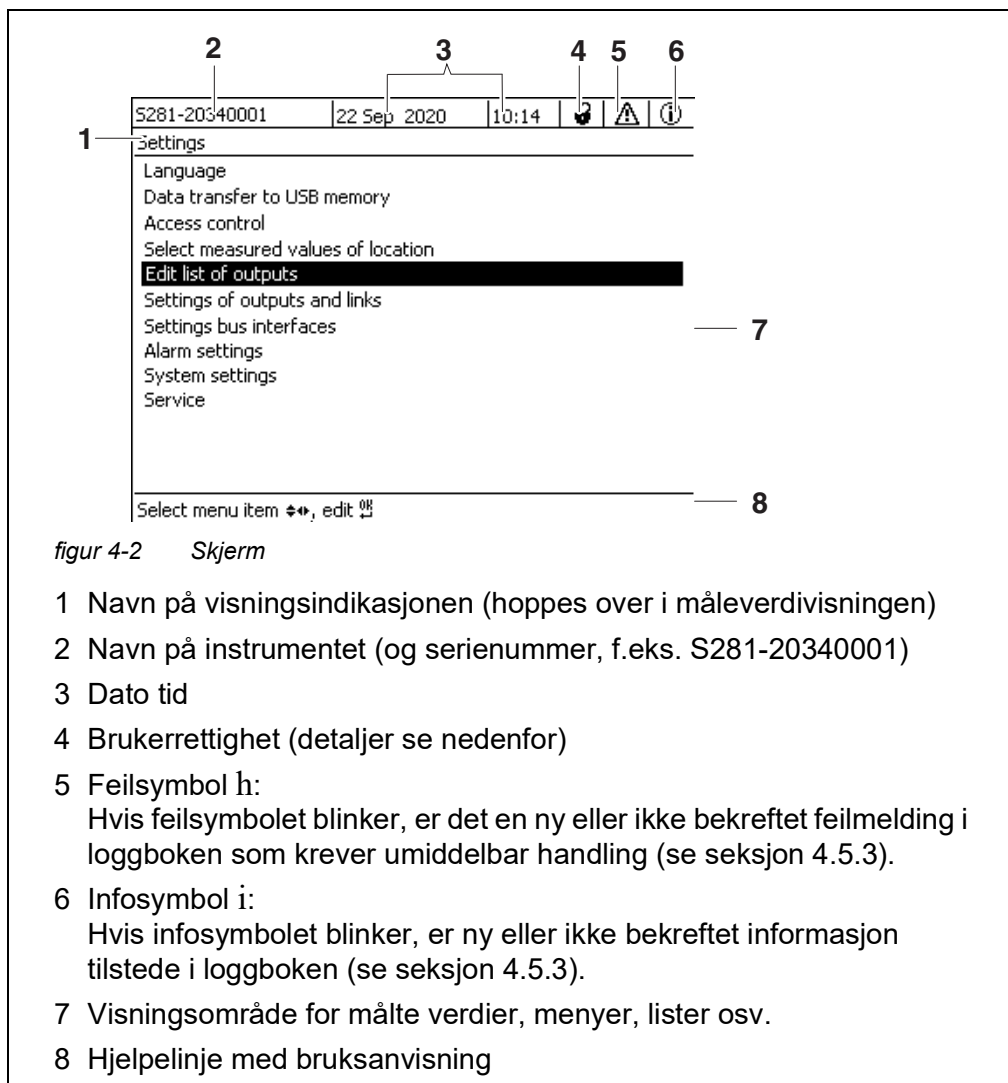 2 3 4 5 6
S281-20340001 22 Sep 2020 10:14
1 Settings
Language
Data transfer to USB memory
Access control
Select measured values of location
Edit list of outputs
Settings of outputs and links
Settings bus interfaces
7
Alarm settings
System settings
Service
8
Select menu item , edit OK
figur 4-2 Skjerm
1 Navn på visningsindikasjonen (hoppes over i måleverdivisningen)
2 Navn på instrumentet (og serienummer, f.eks. S281-20340001)
3 Dato tid
4 Brukerrettighet (detaljer se nedenfor)
5 Feilsymbol h:
Hvis feilsymbolet blinker, er det en ny eller ikke bekreftet feilmelding i
loggboken som krever umiddelbar handling (se seksjon 4.5.3).
6 Infosymbol i:
Hvis infosymbolet blinker, er ny eller ikke bekreftet informasjon
tilstede i loggboken (se seksjon 4.5.3).
7 Visningsområde for målte verdier, menyer, lister osv.
8 Hjelpelinje med bruksanvisning